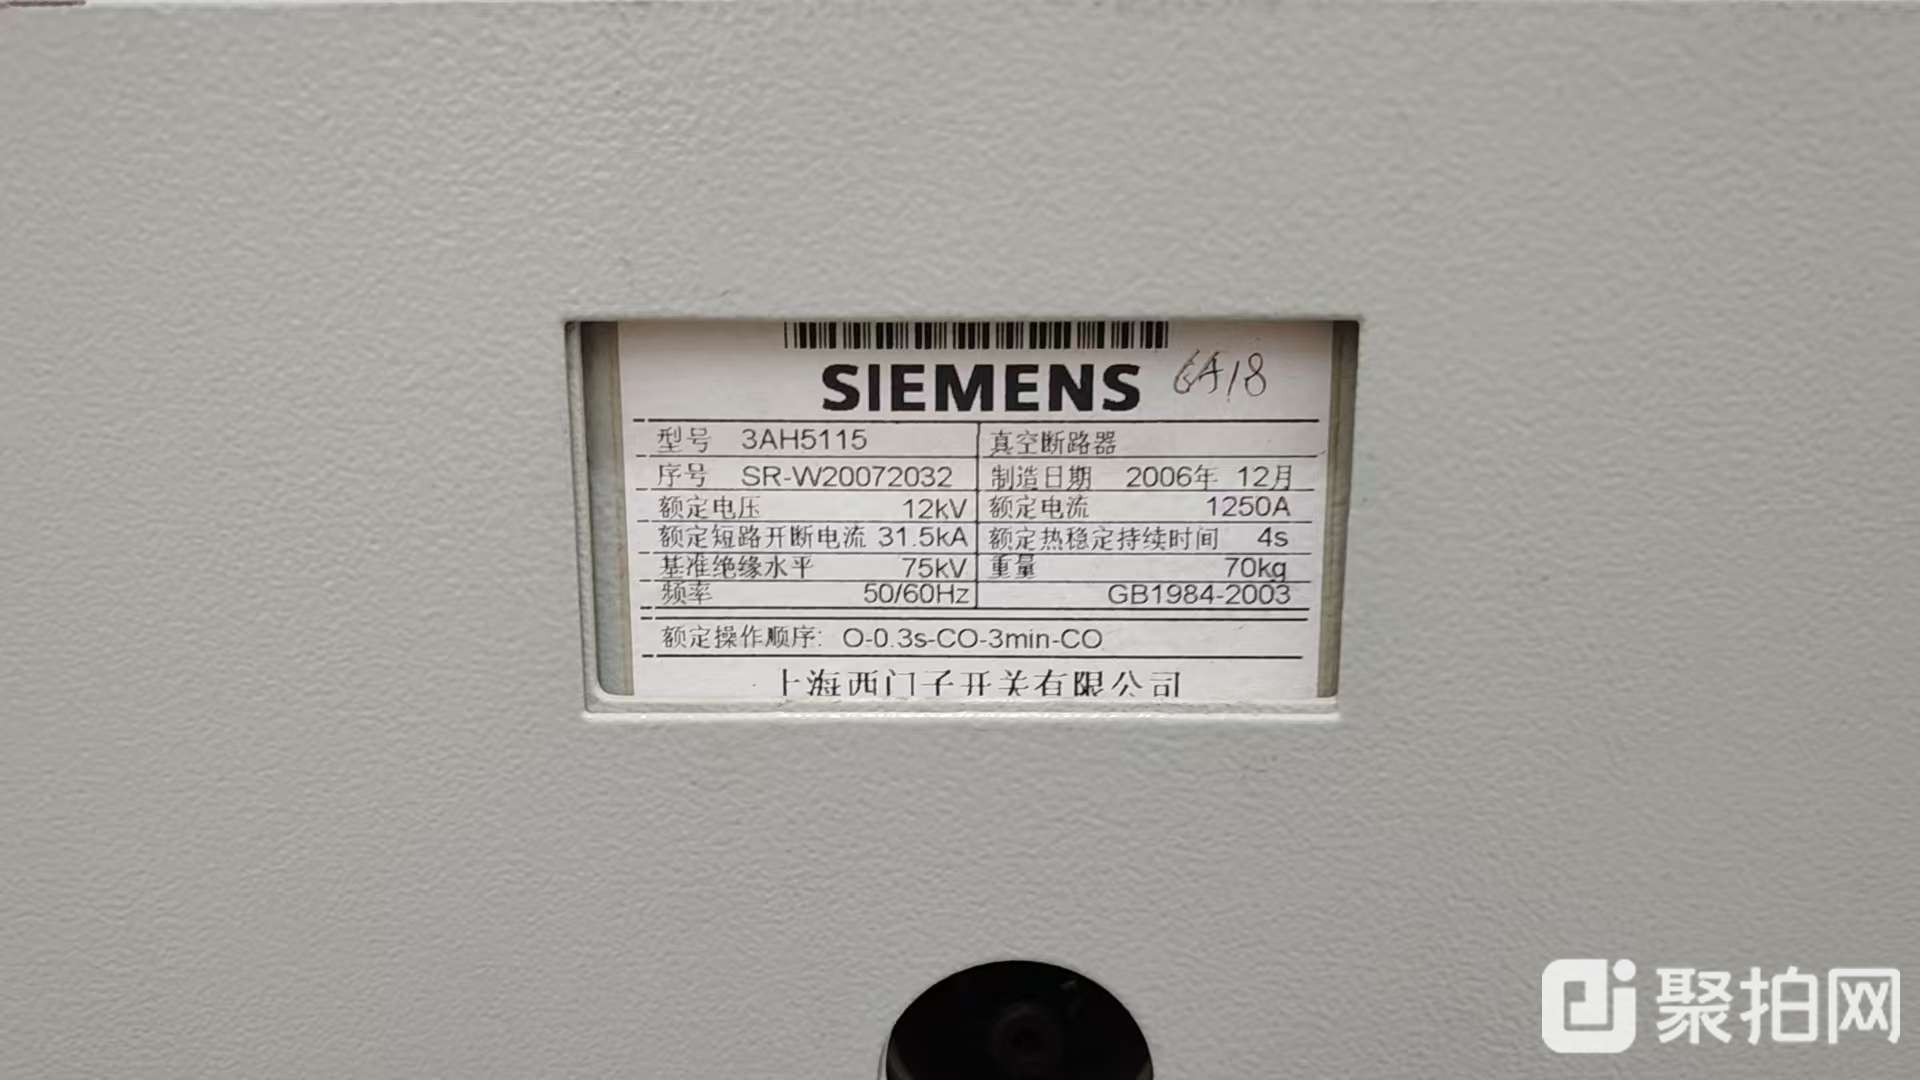 SIEMENS 6A18
型号 3AH5115 真空断路器
序号 SR-W20072032 制造日期 2006年 12月
额定电压 12kV 额定电流 1250A
额定短路开断电流 31.5kA 额定热稳定持续时间 4s
基准绝缘水平 75kV 重量 70kg
频率 50/60Hz GB1984-2003
额定操作顺序: O-0.3s-CO-3min-CO
上海西门子开关有限公司
聚拍网